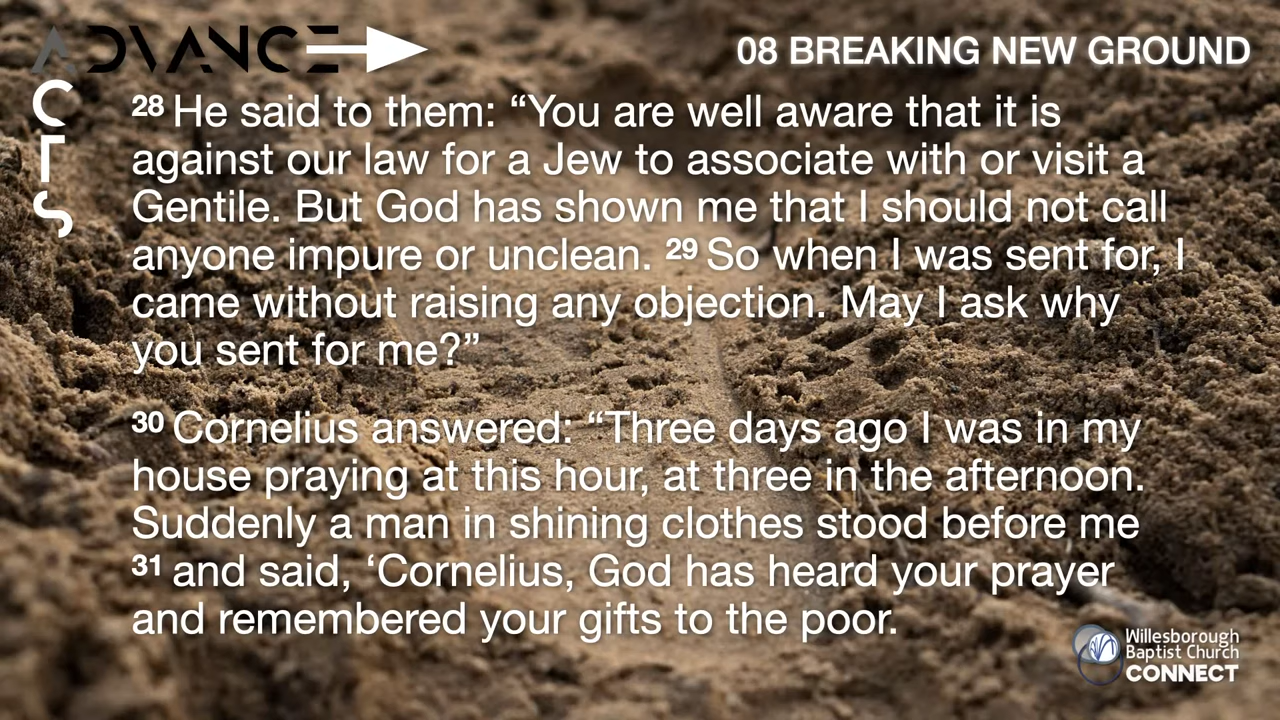 ADVANCE
CTS
08 BREAKING NEW GROUND
28 He said to them: “You are well aware that it is
against our law for a Jew to associate with or visit a
Gentile. But God has shown me that I should not call
anyone impure or unclean. 29 So when I was sent for, I
came without raising any objection. May I ask why
you sent for me?”
30 Cornelius answered: “Three days ago I was in my
house praying at this hour, at three in the afternoon.
Suddenly a man in shining clothes stood before me
31 and said, ‘Cornelius, God has heard your prayer
and remembered your gifts to the poor.
Willesborough
Baptist Church
CONNECT